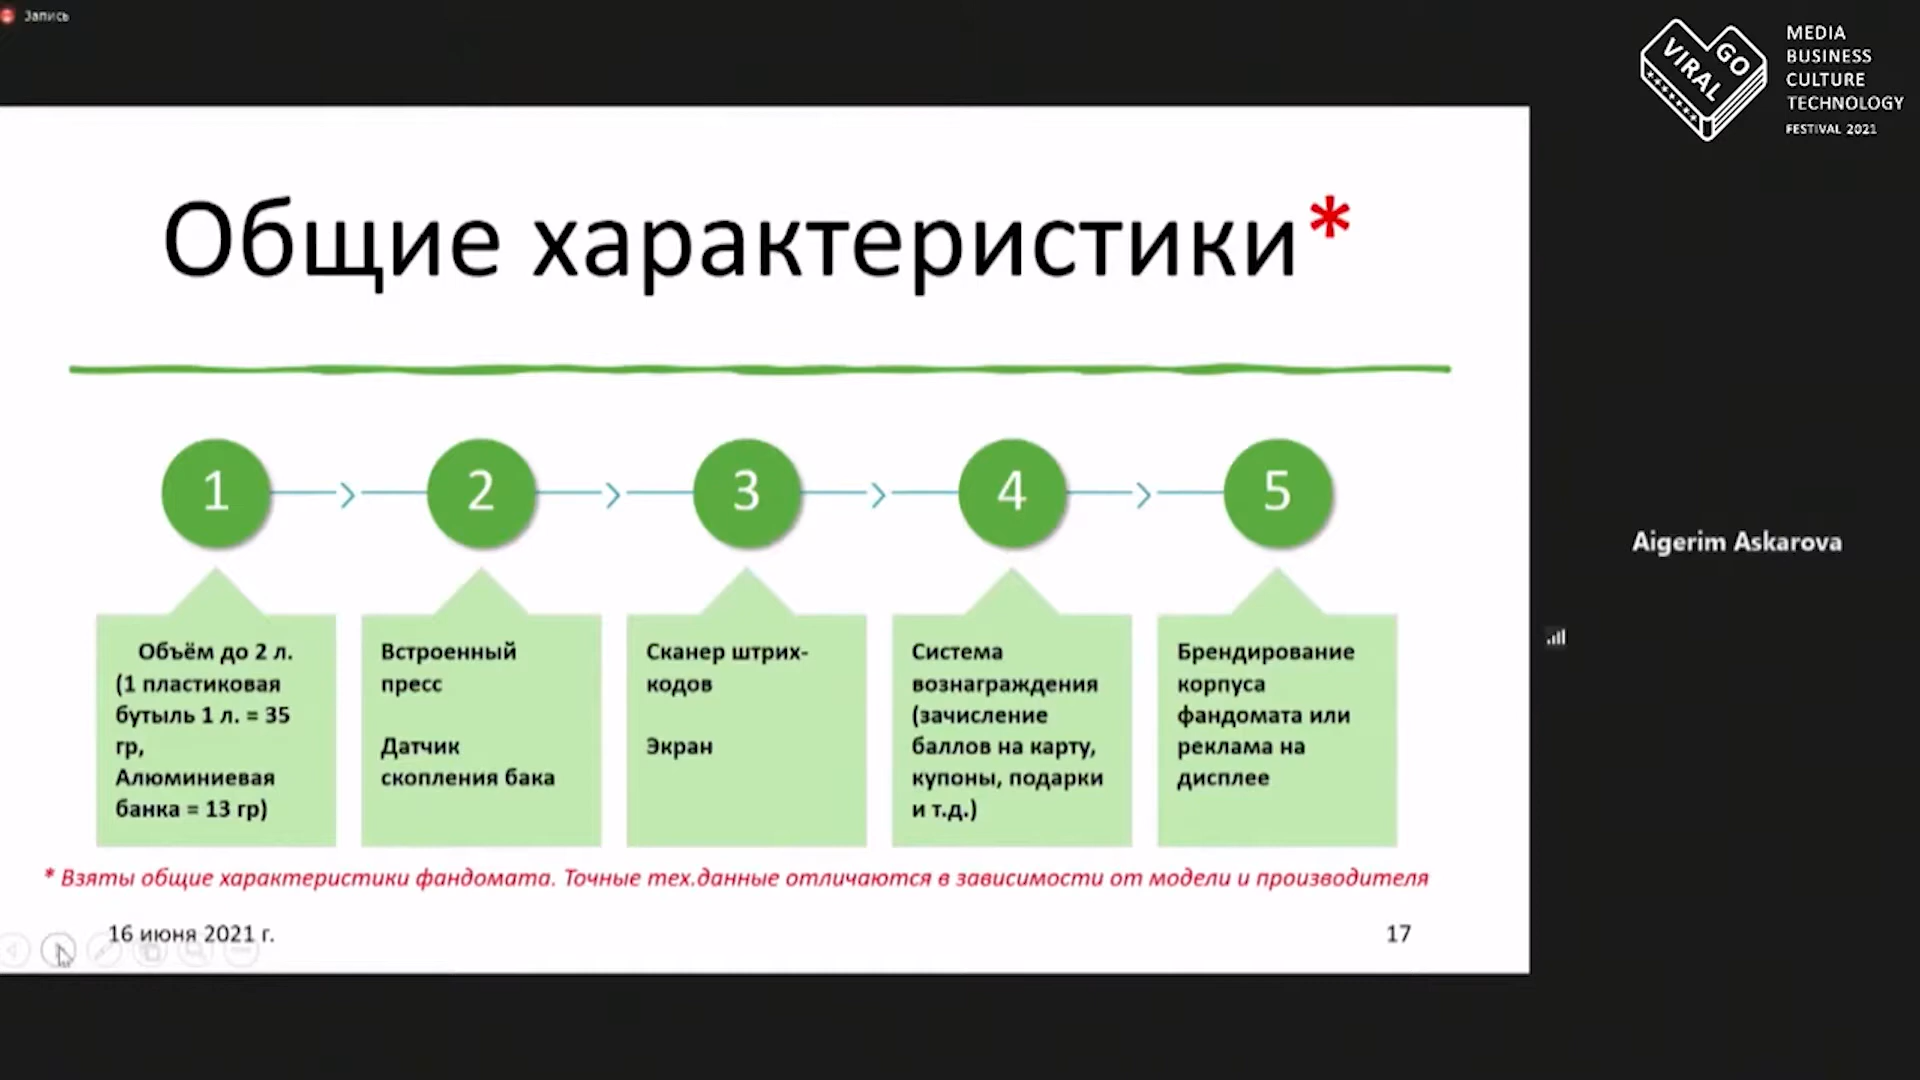 Запись
VIRAL
GO
MEDIA
BUSINESS
CULTURE
TECHNOLOGY
FESTIVAL 2021
Общие характеристики*
1
2
3
4
5
Объём до 2 л.
(1 пластиковая
бутыль 1 л. = 35
гр,
Алюминиевая
банка = 13 гр)
Встроенный
пресс
Датчик
скопления бака
Сканер штрих-
кодов
Экран
Система
вознаграждения
(зачисление
баллов на карту,
купоны, подарки
и т.д.)
Брендирование
корпуса
фандомата или
реклама на
дисплее
* Взяты общие характеристики фандомата. Точные тех.данные отличаются в зависимости от модели и производителя
16 июня 2021 г.
17
Aigerim Askarova